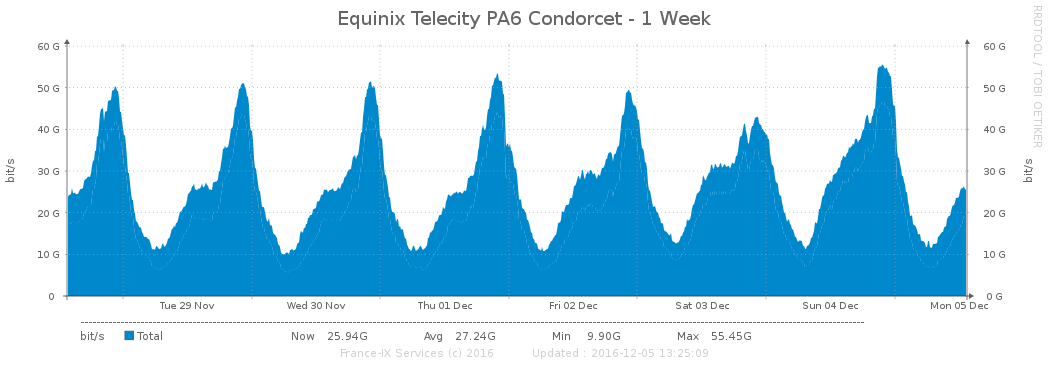 Equinix Telecity PA6 Condorcet - 1 Week
RRDTOOL / TOBI OETIKER
60 G 60 G
50 G 50 G
40 G 40 G
30 G 30 G
20 G 20 G
10 G 10 G
0 0 G
bit/s
bit/s
Tue 29 Nov Wed 30 Nov Thu 01 Dec Fri 02 Dec Sat 03 Dec Sun 04 Dec Mon 05 Dec
bit/s Total Now 25.94G Avg 27.24G Min 9.90G Max 55.45G
France-IX Services (c) 2016 Updated : 2016-12-05 13:25:09